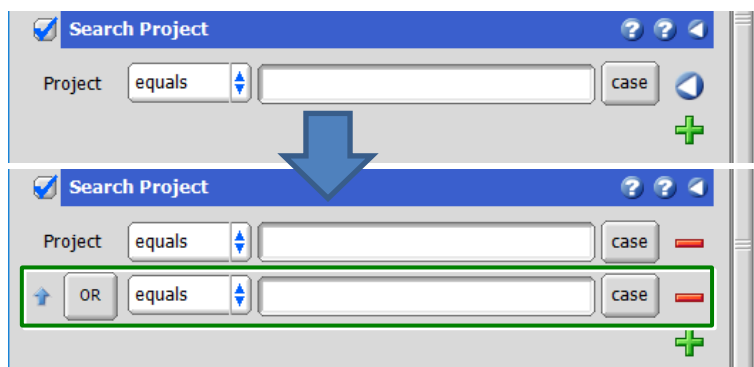 Search Project ? ?
Project equals case
Search Project ? ?
Project equals case
OR equals case